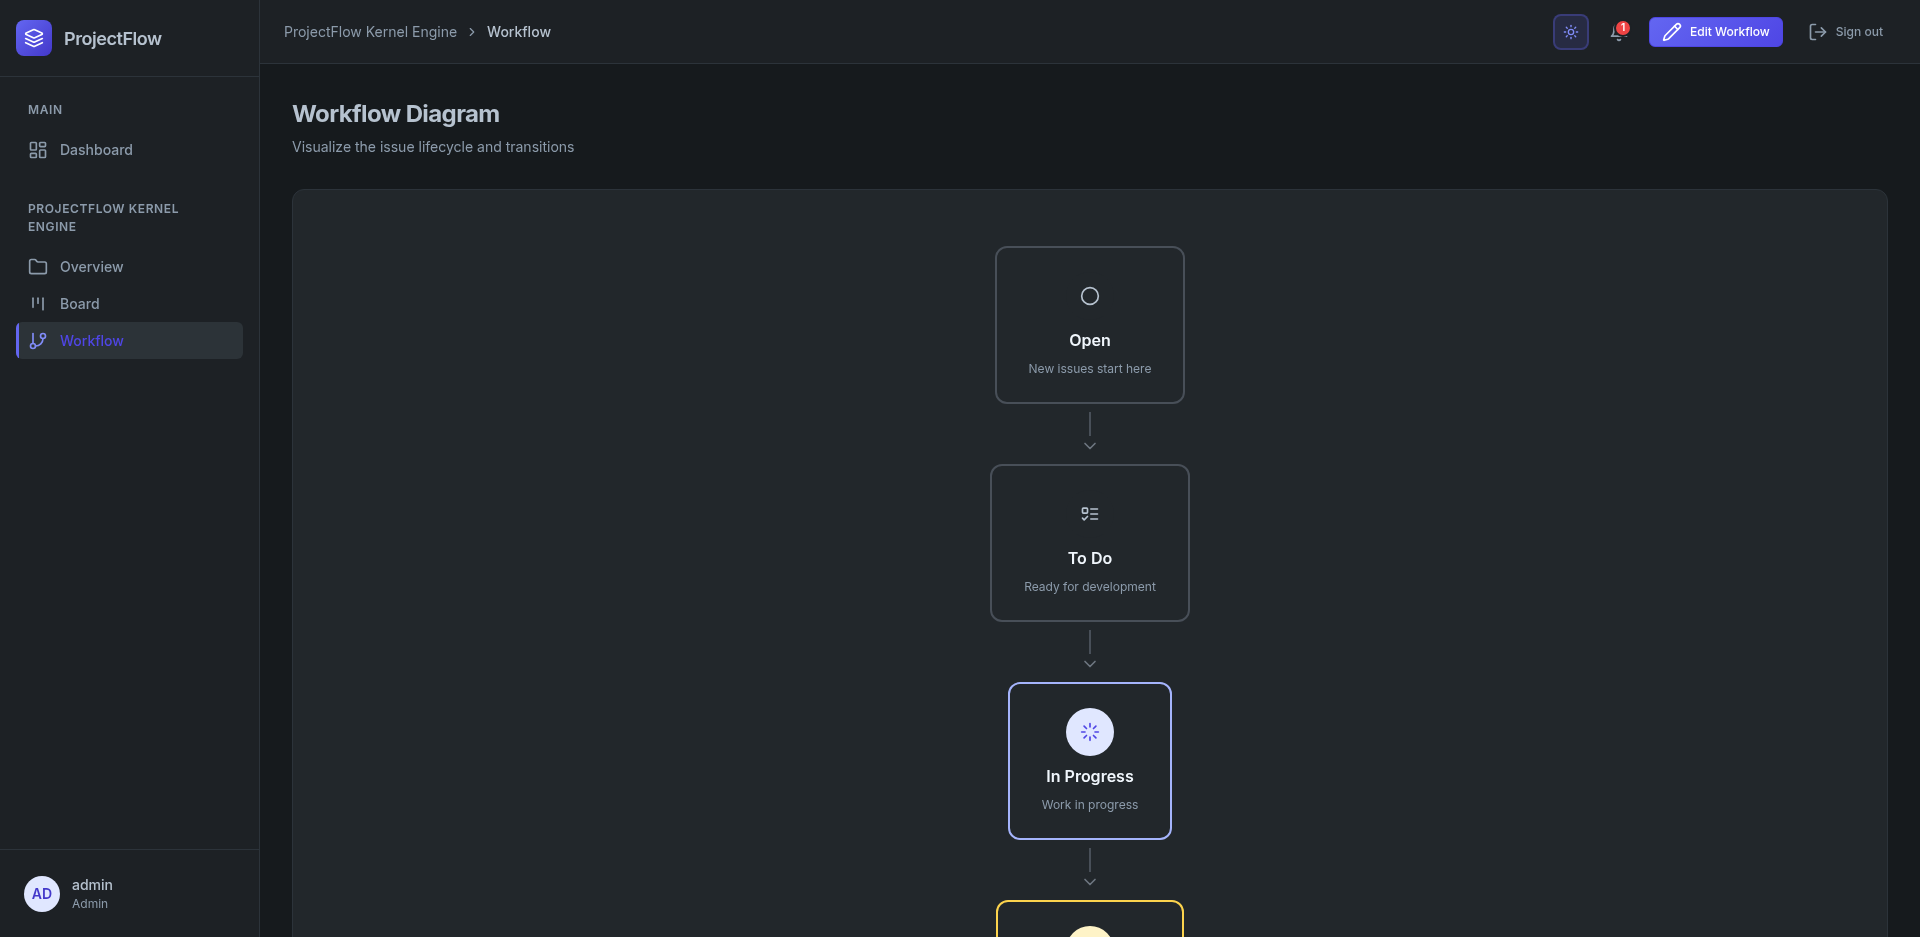 ProjectFlow
MAIN
Dashboard
PROJECTFLOW KERNEL
ENGINE
Overview
Board
Workflow
AD
admin
Admin
ProjectFlow Kernel Engine
Workflow
1
Edit Workflow
Sign out
Workflow Diagram
Visualize the issue lifecycle and transitions
Open
New issues start here
To Do
Ready for development
In Progress
Work in progress